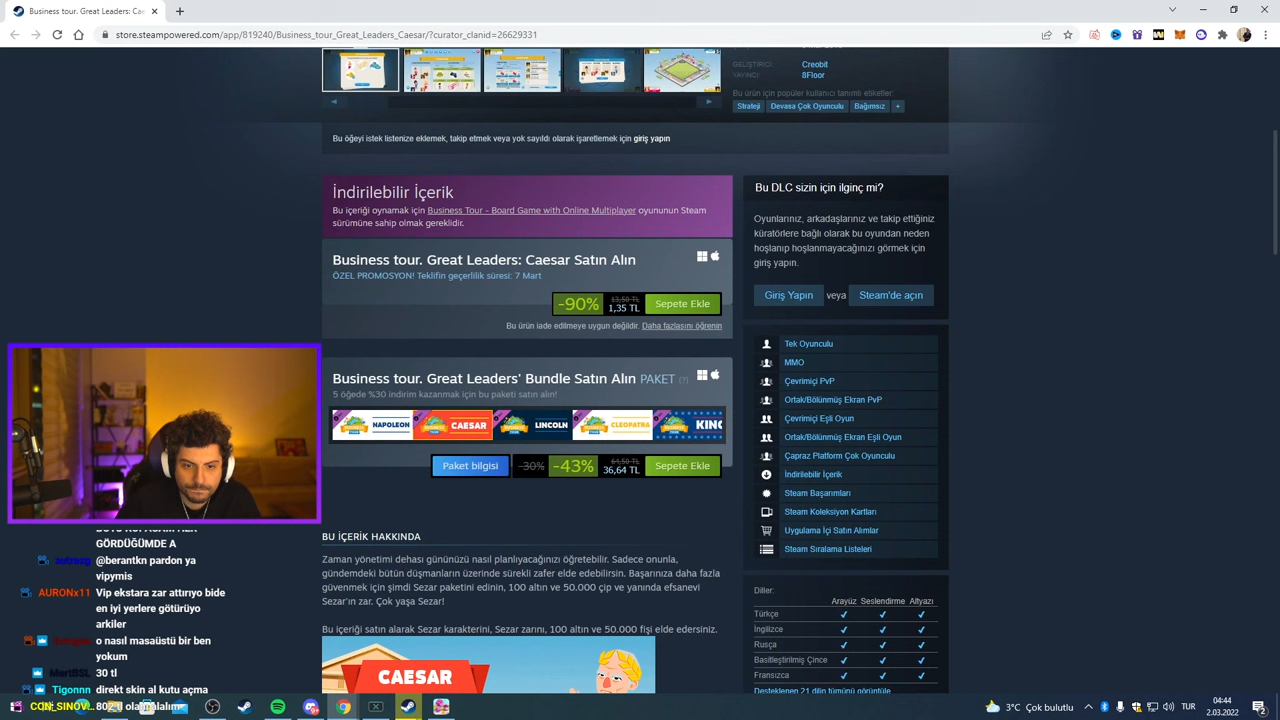 Business tour. Great Leaders: Cae
store.steampowered.com/app/819240/Business_tour_Great_Leaders_Caesar/?curator_clanid=26629331
GELİŞTİRİCİ: Creobit
YAYINCI: 8Floor
Bu ürün için popüler kullanıcı tanımlı etiketler:
Strateji Devasa Çok Oyunculu Bağımsız +
Bu öğeyi istek listenize eklemek, takip etmek veya yok sayıldı olarak işaretlemek için giriş yapın
İndirilebilir İçerik
Bu içeriği oynamak için Business Tour - Board Game with Online Multiplayer oyununun Steam
sürümüne sahip olmak gereklidir.
Business tour. Great Leaders: Caesar Satın Alın
ÖZEL PROMOSYON! Teklifin geçerlilik süresi: 7 Mart
-90% 13,50 TL
1,35 TL
Sepete Ekle
Bu ürün iade edilmeye uygun değildir. Daha fazlasını öğrenin
Business tour. Great Leaders' Bundle Satın Alın PAKET (?)
5 öğede %30 indirim kazanmak için bu paketi satın alın!
NAPOLEON CAESAR LINCOLN CLEOPATRA KINC
Paket bilgisi -30% -43% 61,50 TL
36,64 TL
Sepete Ekle
BU İÇERİK HAKKINDA
Zaman yönetimi dehası gününüzü nasıl planlıycağınızı öğretebilir. Sadece onunla,
gündemdeki bütün düşmanların üzerinde sürekli zafer elde edebilirsin. Başarınıza daha fazla
güvenmek için şimdi Sezar paketini edinin, 100 altın ve 50.000 çip ve yanında efsanevi
Sezar'ın zar. Çok yaşa Sezar!
Bu içeriği satın alarak Sezar karakterini, Sezar zarını, 100 altın ve 50.000 fişi elde edersiniz.
CAESAR
Bu DLC sizin için ilginç mi?
Oyunlarınız, arkadaşlarınız ve takip ettiğiniz
küratörlere bağlı olarak bu oyundan neden
hoşlanıp hoşlanmayacağınızı görmek için
giriş yapın.
Giriş Yapın veya Steam'de açın
Tek Oyunculu
MMO
Çevrimiçi PvP
Ortak/Bölünmüş Ekran PvP
Çevrimiçi Eşli Oyun
Ortak/Bölünmüş Ekran Eşli Oyun
Çapraz Platform Çok Oyunculu
İndirilebilir İçerik
Steam Başarımları
Steam Koleksiyon Kartları
Uygulama İçi Satın Alımlar
Steam Sıralama Listeleri
Diller:
Arayüz Seslendirme Altyazı
Türkçe
İngilizce
Rusça
Basitleştirilmiş Çince
Fransızca
Desteklenen 21 dilin tümünü görüntüle
GÖRDÜĞÜMDE A
@berantkn pardon ya
vipymis
AURONx11 Vip ekstara zar attırıyo bide
en iyi yerlere götürüyo
arkiler
o nasıl masaüstü bir ben
yokum
MertBSL 30 tl
Tigonnn direkt skin al kutu açma
3°C Çok bulutlu
TUR
04:44
2.03.2022